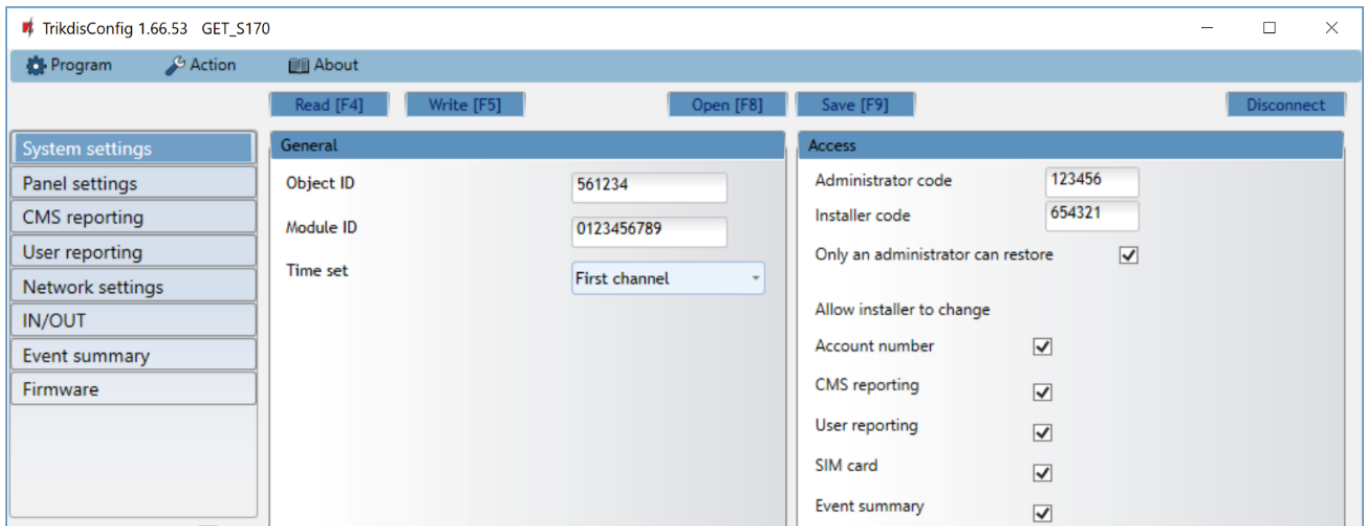 TrikdisConfig 1.66.53 GET_S170
Program Action About
Read [F4] Write [F5] Open [F8] Save [F9] Disconnect
System settings
Panel settings
CMS reporting
User reporting
Network settings
IN/OUT
Event summary
Firmware
General
Object ID 561234
Module ID 0123456789
Time set First channel
Access
Administrator code 123456
Installer code 654321
Only an administrator can restore
Allow installer to change
Account number
CMS reporting
User reporting
SIM card
Event summary